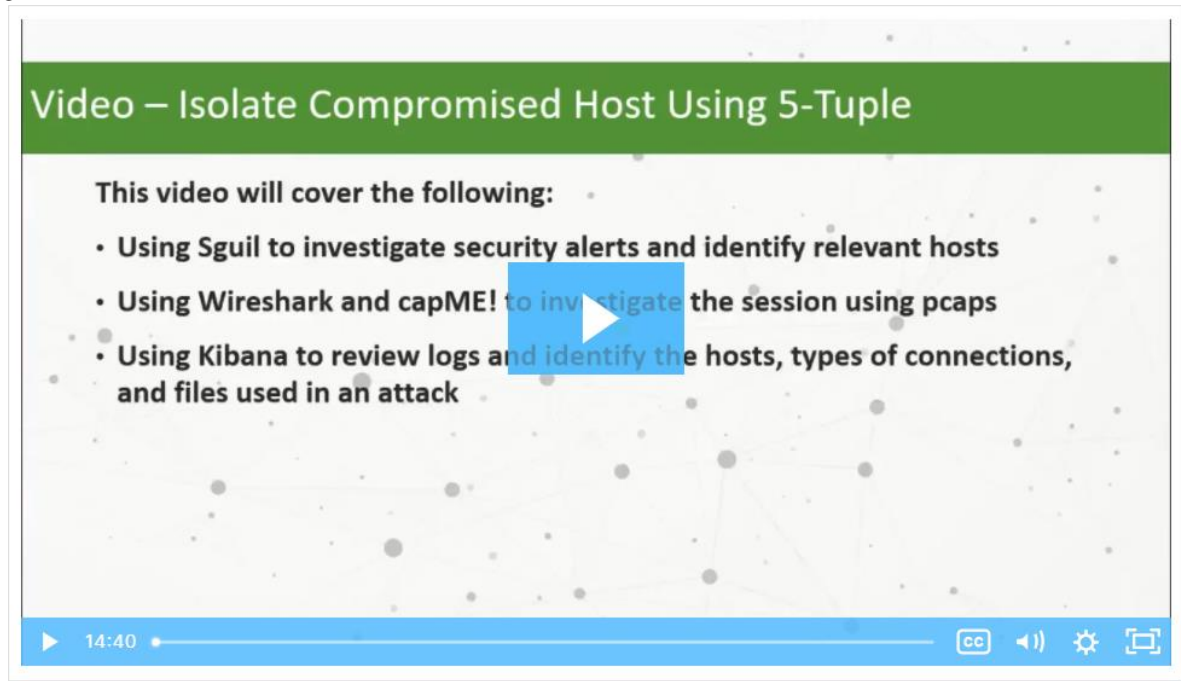 Video – Isolate Compromised Host Using 5-Tuple
This video will cover the following:
• Using Sguil to investigate security alerts and identify relevant hosts
• Using Wireshark and capME! to investigate the session using pcaps
• Using Kibana to review logs and identify the hosts, types of connections,
and files used in an attack
14:40
CC